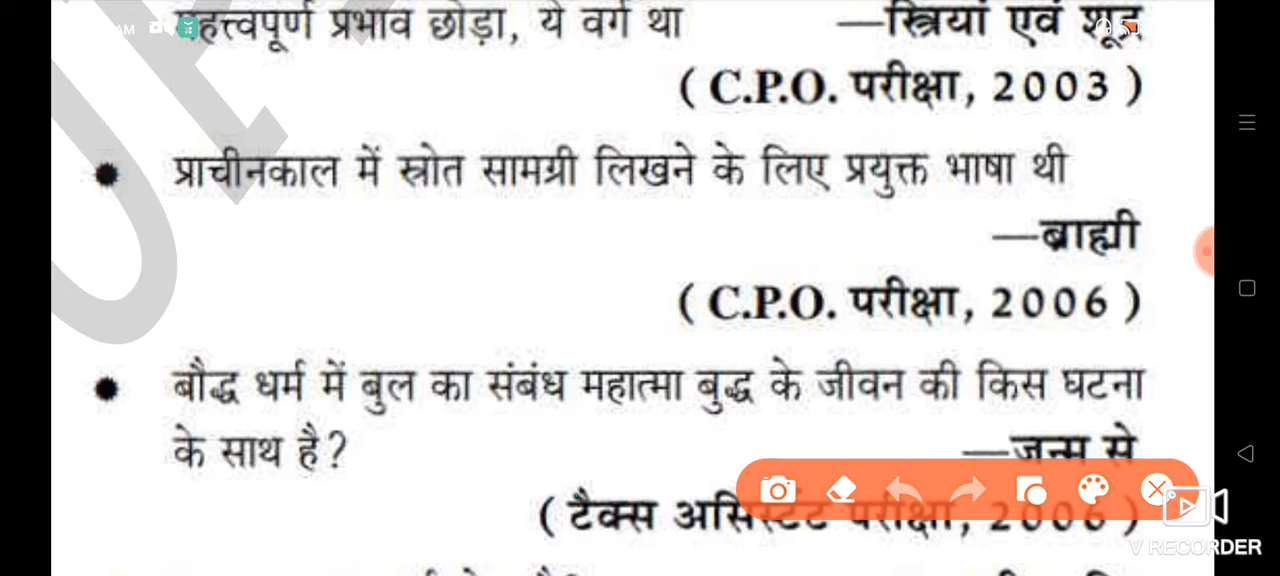 महत्त्वपूर्ण प्रभाव छोड़ा, ये वर्ग था —स्त्रियां एवं शूद्र
( C.P.O. परीक्षा, 2003 )
● प्राचीनकाल में स्रोत सामग्री लिखने के लिए प्रयुक्त भाषा थी
—ब्राह्मी
( C.P.O. परीक्षा, 2006 )
● बौद्ध धर्म में बुल का संबंध महात्मा बुद्ध के जीवन की किस घटना
के साथ है? —जन्म से
( टैक्स असिस्टेंट परीक्षा, 2006 )
V RECORDER